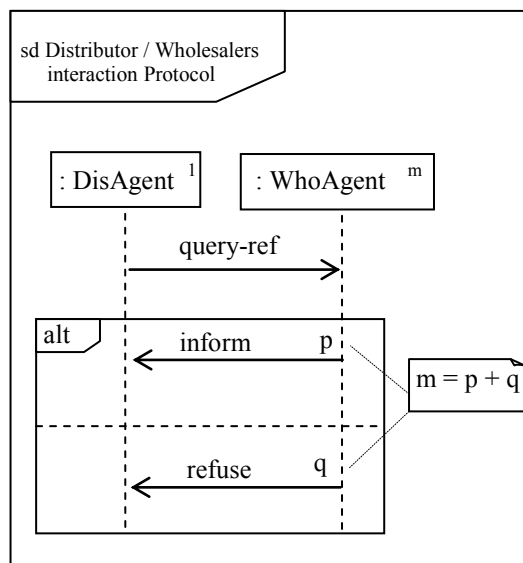 sd Distributor / Wholesalers
interaction Protocol
: DisAgent 1
: WhoAgent m
query-ref
alt
inform p
m = p + q
refuse q